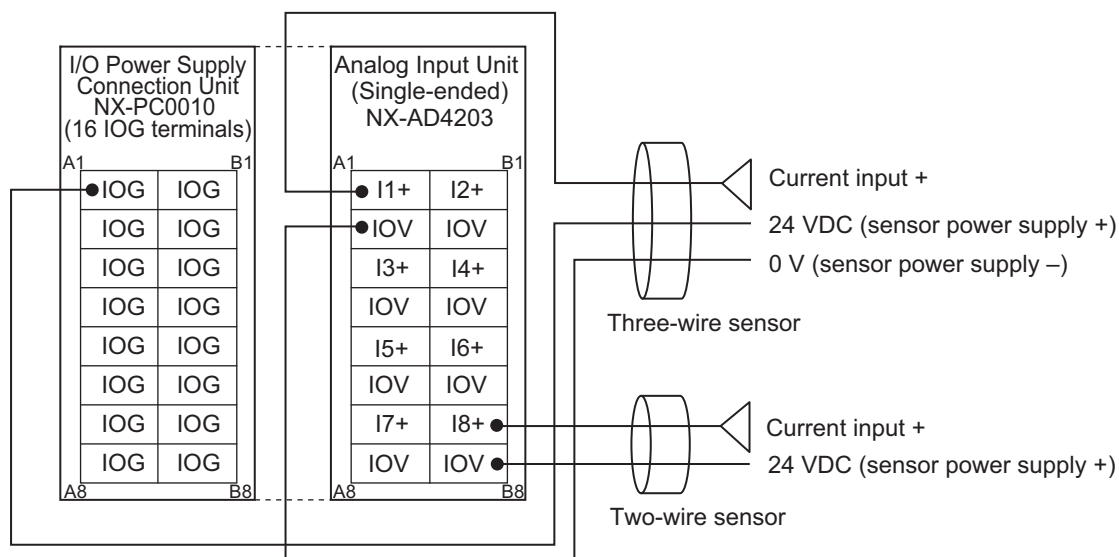 I/O Power Supply
Connection Unit
NX-PC0010
(16 IOG terminals)
A1 B1
IOG IOG
IOG IOG
IOG IOG
IOG IOG
IOG IOG
IOG IOG
IOG IOG
IOG IOG
A8 B8
Analog Input Unit
(Single-ended)
NX-AD4203
A1 B1
I1+ I2+
IOV IOV
I3+ I4+
IOV IOV
I5+ I6+
IOV IOV
I7+ I8+
IOV IOV
A8 B8
Current input +
24 VDC (sensor power supply +)
0 V (sensor power supply –)
Three-wire sensor
Current input +
24 VDC (sensor power supply +)
Two-wire sensor